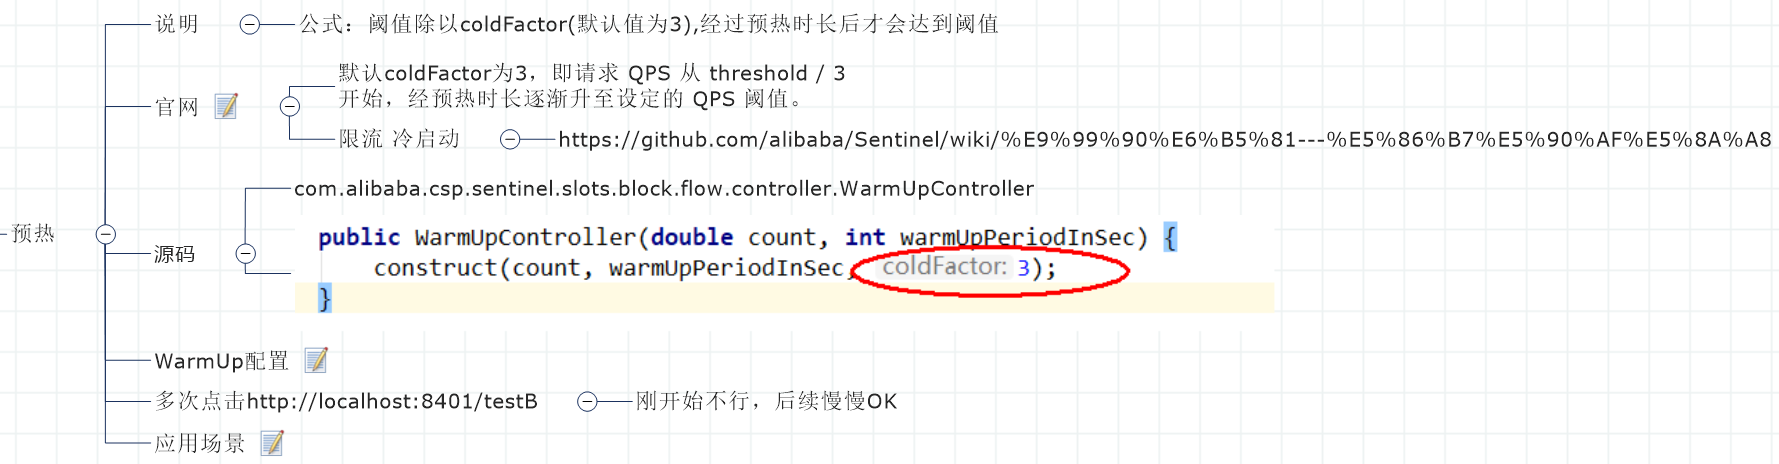 预热
说明
公式：阈值除以coldFactor(默认值为3),经过预热时长后才会达到阈值
官网
默认coldFactor为3，即请求 QPS 从 threshold / 3
开始，经预热时长逐渐升至设定的 QPS 阈值。
限流 冷启动
https://github.com/alibaba/Sentinel/wiki/%E9%99%90%E6%B5%81---%E5%86%B7%E5%90%AF%E5%8A%A8
源码
com.alibaba.csp.sentinel.slots.block.flow.controller.WarmUpController
public WarmUpController(double count, int warmUpPeriodInSec) {
construct(count, warmUpPeriodInSec, coldFactor: 3);
}
WarmUp配置
多次点击http://localhost:8401/testB
刚开始不行，后续慢慢OK
应用场景